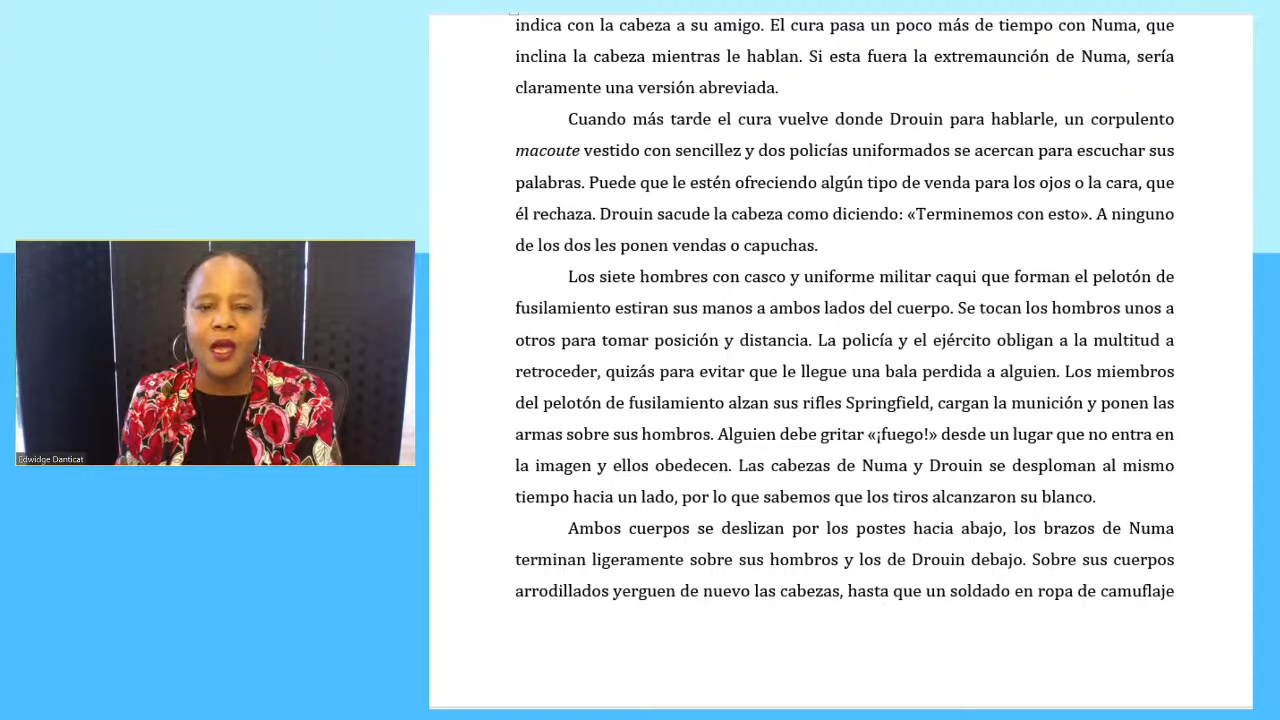 indica con la cabeza a su amigo. El cura pasa un poco más de tiempo con Numa, que
inclina la cabeza mientras le hablan. Si esta fuera la extremaunción de Numa, sería
claramente una versión abreviada.
Cuando más tarde el cura vuelve donde Drouin para hablarle, un corpulento
macoute vestido con sencillez y dos policías uniformados se acercan para escuchar sus
palabras. Puede que le estén ofreciendo algún tipo de venda para los ojos o la cara, que
él rechaza. Drouin sacude la cabeza como diciendo: «Terminemos con esto». A ninguno
de los dos les ponen vendas o capuchas.
Los siete hombres con casco y uniforme militar caqui que forman el pelotón de
fusilamiento estiran sus manos a ambos lados del cuerpo. Se tocan los hombros unos a
otros para tomar posición y distancia. La policía y el ejército obligan a la multitud a
retroceder, quizás para evitar que le llegue una bala perdida a alguien. Los miembros
del pelotón de fusilamiento alzan sus rifles Springfield, cargan la munición y ponen las
armas sobre sus hombros. Alguien debe gritar «¡fuego!» desde un lugar que no entra en
la imagen y ellos obedecen. Las cabezas de Numa y Drouin se desploman al mismo
tiempo hacia un lado, por lo que sabemos que los tiros alcanzaron su blanco.
Ambos cuerpos se deslizan por los postes hacia abajo, los brazos de Numa
terminan ligeramente sobre sus hombros y los de Drouin debajo. Sobre sus cuerpos
arrodillados yerguen de nuevo las cabezas, hasta que un soldado en ropa de camuflaje
Edwidge Danticat